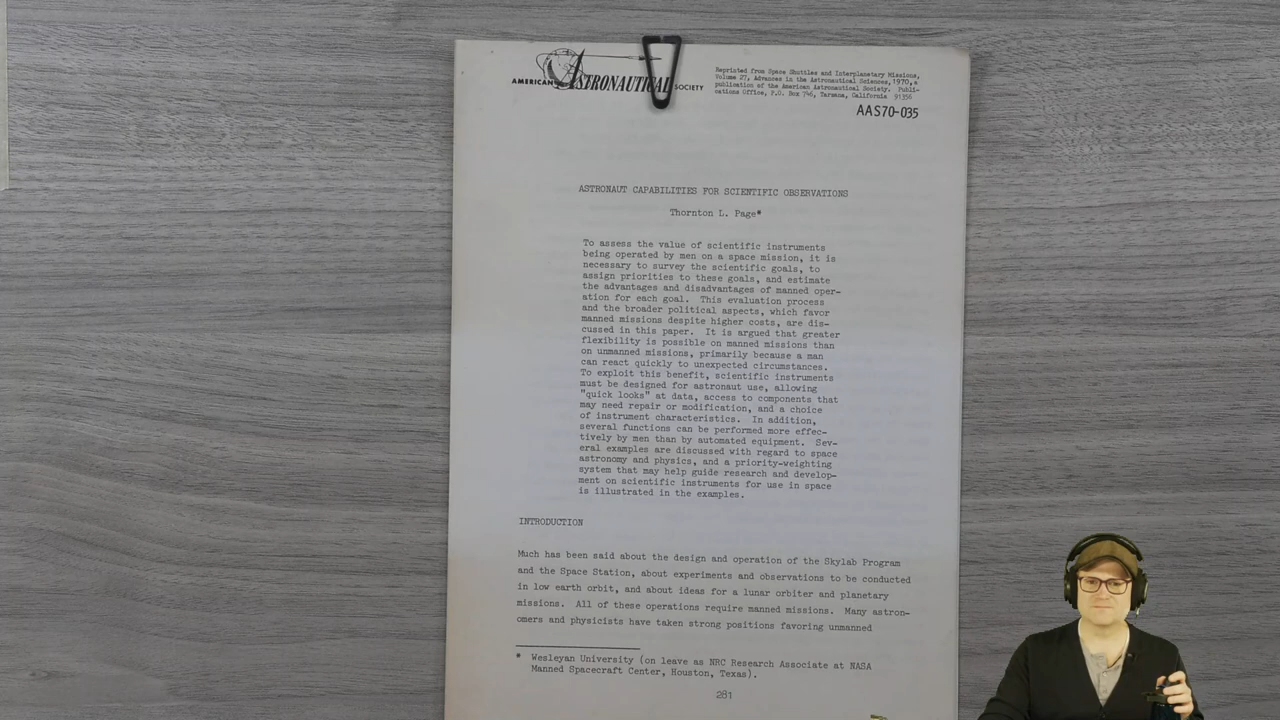 AMERICAN ASTRONAUTICAL SOCIETY
Reprinted from Space Shuttles and Interplanetary Missions,
Volume 27, Advances in the Astronautical Sciences, 1970, a
publication of the American Astronautical Society. Publi-
cations Office, P.O. Box 746, Tarzana, California 91356
AAS70-035
ASTRONAUT CAPABILITIES FOR SCIENTIFIC OBSERVATIONS
Thornton L. Page*
To assess the value of scientific instruments
being operated by men on a space mission, it is
necessary to survey the scientific goals, to
assign priorities to these goals, and estimate
the advantages and disadvantages of manned oper-
ation for each goal. This evaluation process
and the broader political aspects, which favor
manned missions despite higher costs, are dis-
cussed in this paper. It is argued that greater
flexibility is possible on manned missions than
on unmanned missions, primarily because a man
can react quickly to unexpected circumstances.
To exploit this benefit, scientific instruments
must be designed for astronaut use, allowing
"quick looks" at data, access to components that
may need repair or modification, and a choice
of instrument characteristics. In addition,
several functions can be performed more effec-
tively by men than by automated equipment. Sev-
eral examples are discussed with regard to space
astronomy and physics, and a priority-weighting
system that may help guide research and develop-
ment on scientific instruments for use in space
is illustrated in the examples.
INTRODUCTION
Much has been said about the design and operation of the Skylab Program
and the Space Station, about experiments and observations to be conducted
in low earth orbit, and about ideas for a lunar orbiter and planetary
missions. All of these operations require manned missions. Many astron-
omers and physicists have taken strong positions favoring unmanned
* Wesleyan University (on leave as NRC Research Associate at NASA
Manned Spacecraft Center, Houston, Texas).
281